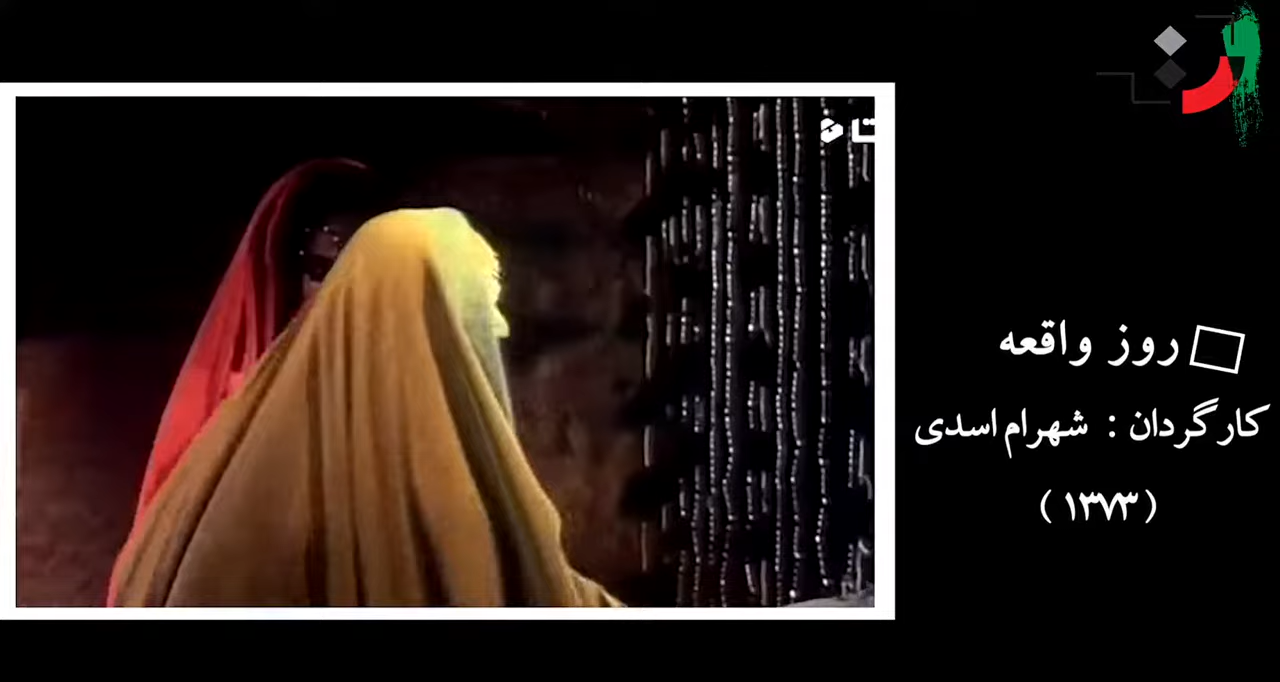 روز واقعه
کارگردان : شهرام اسدی
( ۱۳۷۳ )